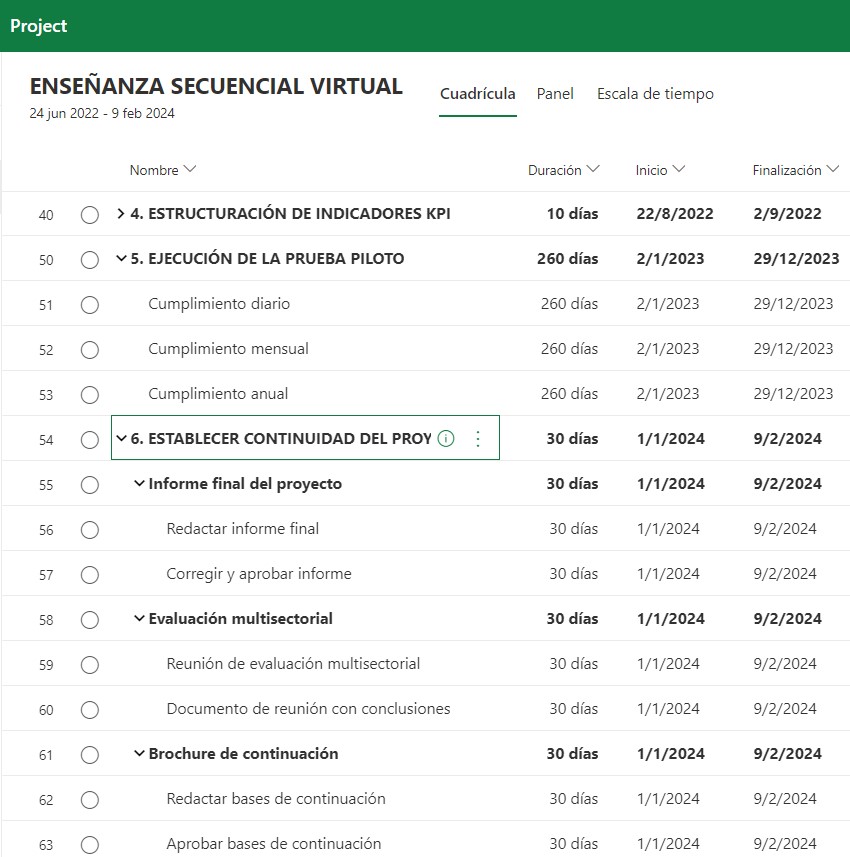 Project
ENSEÑANZA SECUENCIAL VIRTUAL
24 jun 2022 - 9 feb 2024
Cuadrícula Panel Escala de tiempo
Nombre Duración Inicio Finalización
40 4. ESTRUCTURACIÓN DE INDICADORES KPI 10 días 22/8/2022 2/9/2022
50 5. EJECUCIÓN DE LA PRUEBA PILOTO 260 días 2/1/2023 29/12/2023
51 Cumplimiento diario 260 días 2/1/2023 29/12/2023
52 Cumplimiento mensual 260 días 2/1/2023 29/12/2023
53 Cumplimiento anual 260 días 2/1/2023 29/12/2023
54 6. ESTABLECER CONTINUIDAD DEL PROY 30 días 1/1/2024 9/2/2024
55 Informe final del proyecto 30 días 1/1/2024 9/2/2024
56 Redactar informe final 30 días 1/1/2024 9/2/2024
57 Corregir y aprobar informe 30 días 1/1/2024 9/2/2024
58 Evaluación multisectorial 30 días 1/1/2024 9/2/2024
59 Reunión de evaluación multisectorial 30 días 1/1/2024 9/2/2024
60 Documento de reunión con conclusiones 30 días 1/1/2024 9/2/2024
61 Brochure de continuación 30 días 1/1/2024 9/2/2024
62 Redactar bases de continuación 30 días 1/1/2024 9/2/2024
63 Aprobar bases de continuación 30 días 1/1/2024 9/2/2024